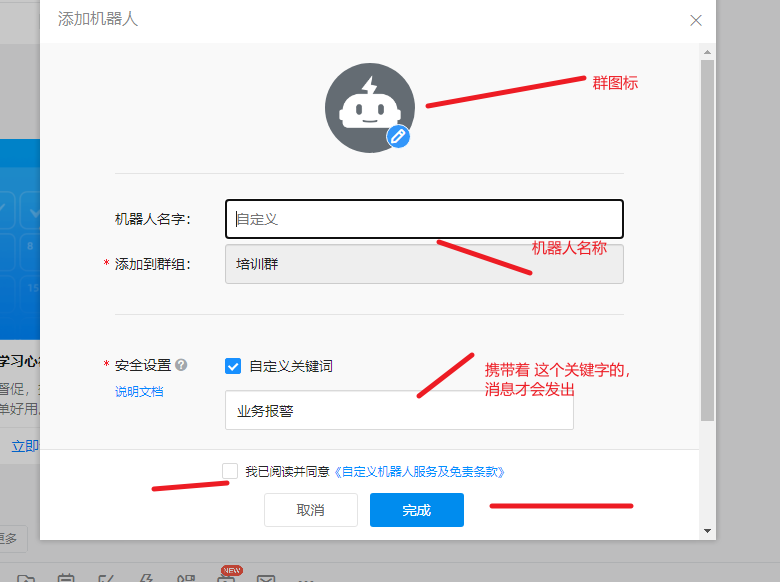 添加机器人
群图标
机器人名字:
自定义
机器人名称
* 添加到群组:
培训群
8
15
学习心
* 安全设置
自定义关键词
携带着 这个关键字的,
消息才会发出
说明文档
督促,
单好用
业务报警
立即
我已阅读并同意《自定义机器人服务及免责条款》
取消
完成
更多
NEW